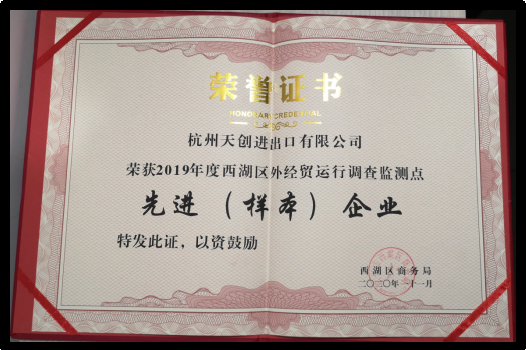 荣誉证书
HONORARY CREDENTIAL
杭州天创进出口有限公司
荣获2019年度西湖区外经贸运行调查监测点
先进（样本）企业
特发此证，以资鼓励
西湖区商务局
二〇二〇年一十一月